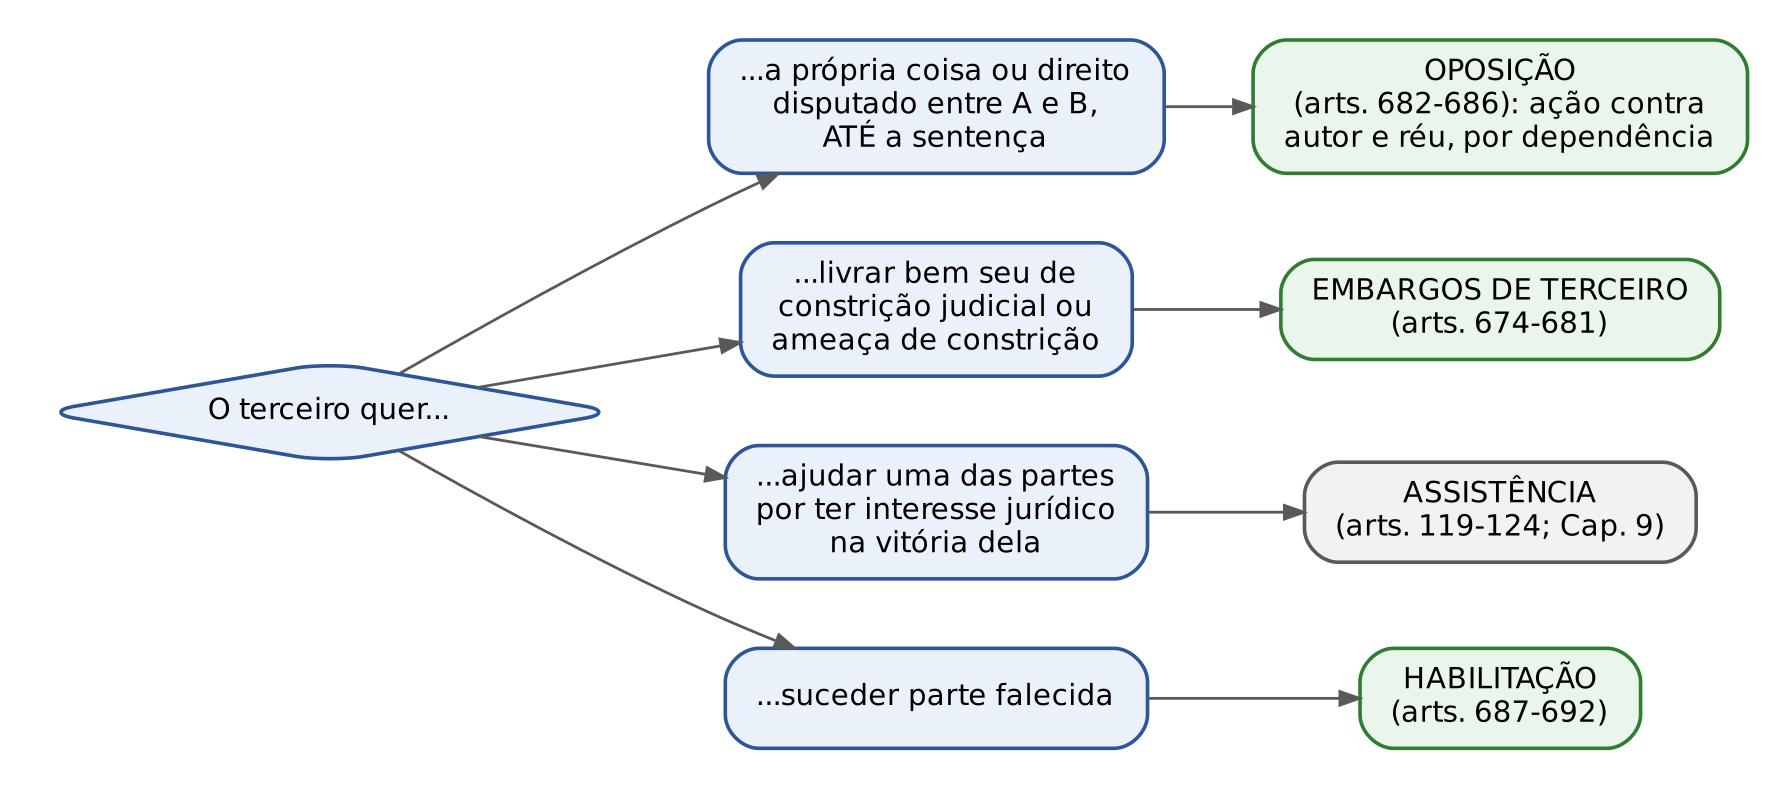 O terceiro quer...
...a própria coisa ou direito
disputado entre A e B,
ATÉ a sentença
OPOSIÇÃO
(arts. 682-686): ação contra
autor e réu, por dependência
...livrar bem seu de
constrição judicial ou
ameaça de constrição
EMBARGOS DE TERCEIRO
(arts. 674-681)
...ajudar uma das partes
por ter interesse jurídico
na vitória dela
ASSISTÊNCIA
(arts. 119-124; Cap. 9)
...suceder parte falecida
HABILITAÇÃO
(arts. 687-692)